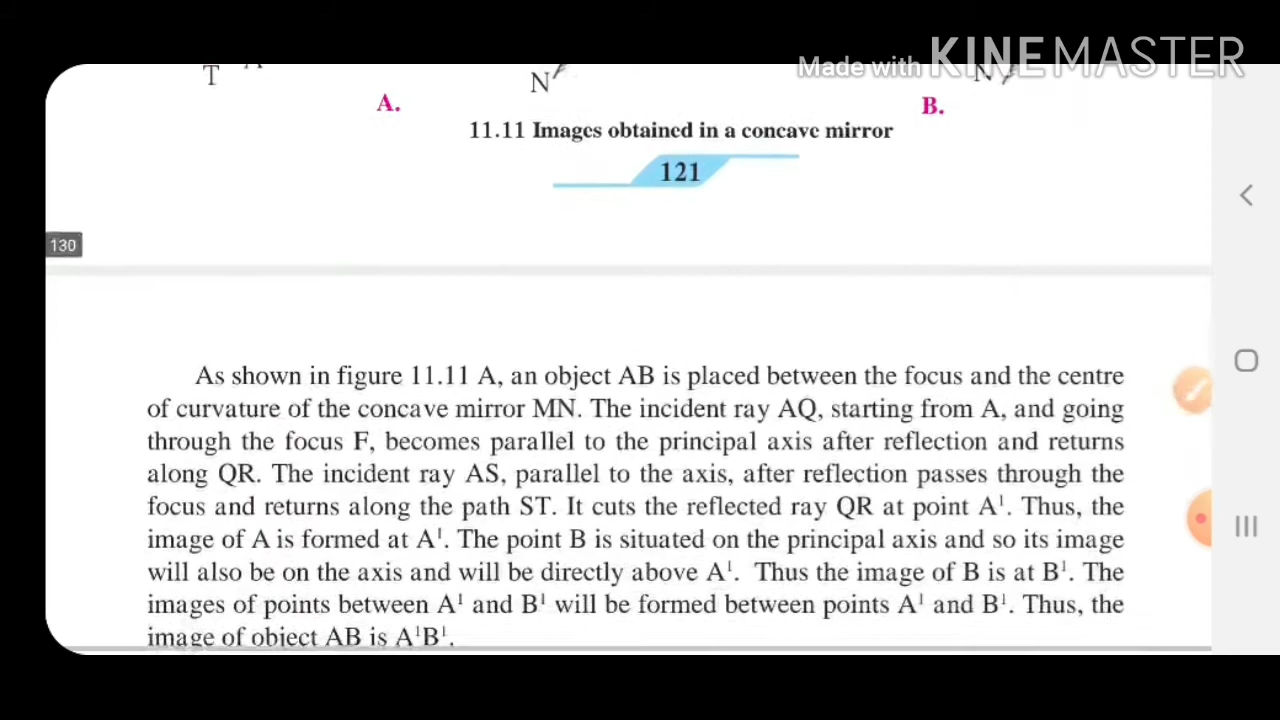 Made with KINEMASTER
T A N N
A. B.
11.11 Images obtained in a concave mirror
121
130
As shown in figure 11.11 A, an object AB is placed between the focus and the centre
of curvature of the concave mirror MN. The incident ray AQ, starting from A, and going
through the focus F, becomes parallel to the principal axis after reflection and returns
along QR. The incident ray AS, parallel to the axis, after reflection passes through the
focus and returns along the path ST. It cuts the reflected ray QR at point A¹. Thus, the
image of A is formed at A¹. The point B is situated on the principal axis and so its image
will also be on the axis and will be directly above A¹. Thus the image of B is at B¹. The
images of points between A¹ and B¹ will be formed between points A¹ and B¹. Thus, the
image of object AB is A¹B¹.